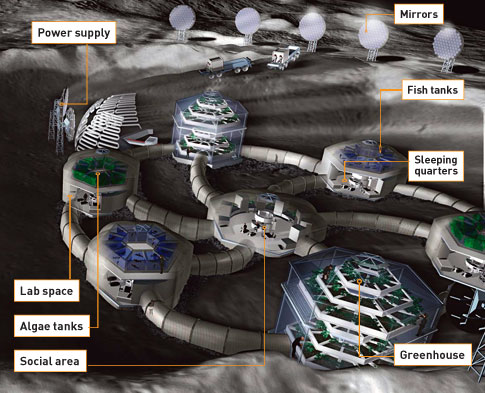 Mirrors
Power supply
Fish tanks
Sleeping
quarters
Lab space
Algae tanks
Social area
Greenhouse